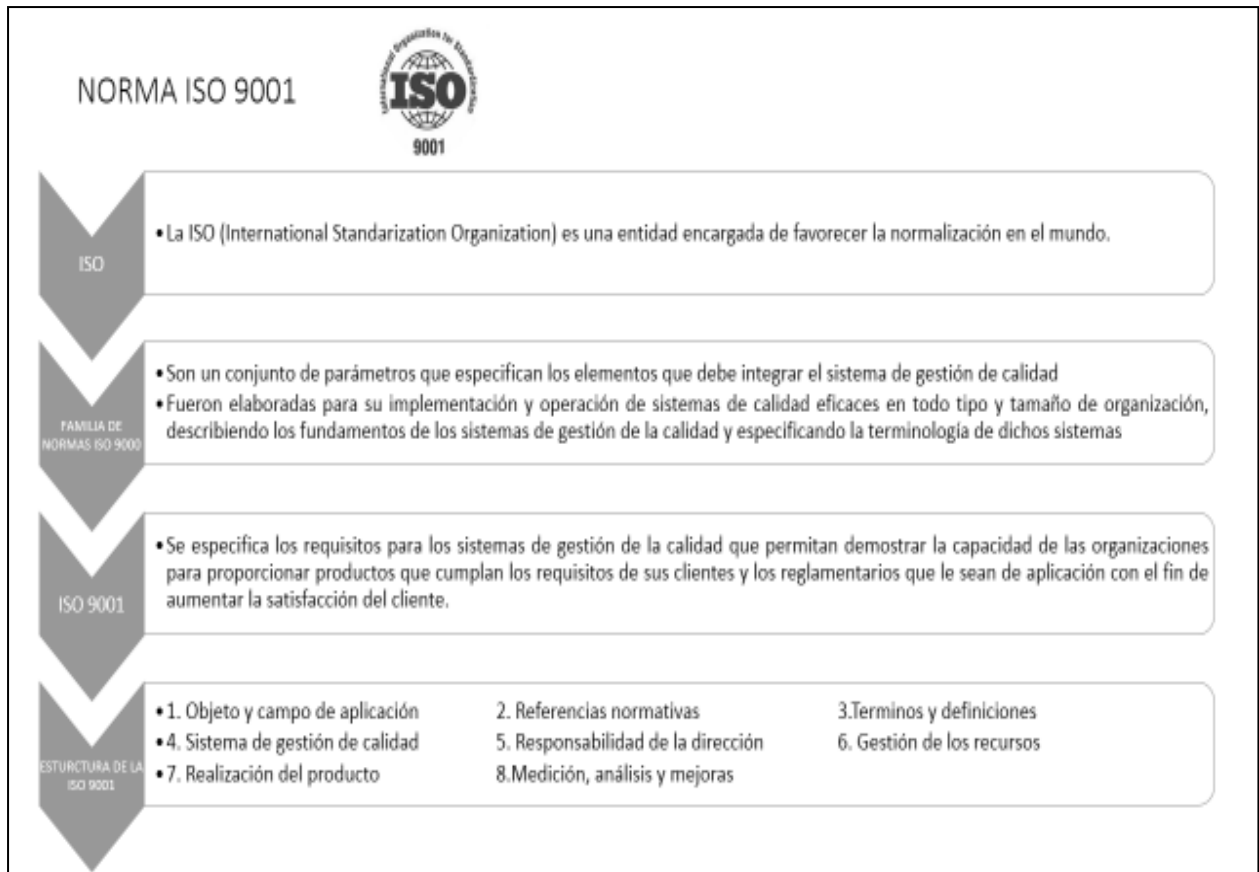 NORMA ISO 9001
International Organization for Standardization
ISO
9001
ISO
•La ISO (International Standarization Organization) es una entidad encargada de favorecer la normalización en el mundo.
FAMILIA DE
NORMAS ISO 9000
•Son un conjunto de parámetros que especifican los elementos que debe integrar el sistema de gestión de calidad
•Fueron elaboradas para su implementación y operación de sistemas de calidad eficaces en todo tipo y tamaño de organización,
describiendo los fundamentos de los sistemas de gestión de la calidad y especificando la terminología de dichos sistemas
ISO 9001
•Se especifica los requisitos para los sistemas de gestión de la calidad que permitan demostrar la capacidad de las organizaciones
para proporcionar productos que cumplan los requisitos de sus clientes y los reglamentarios que le sean de aplicación con el fin de
aumentar la satisfacción del cliente.
ESTURCTURA DE LA
ISO 9001
•1. Objeto y campo de aplicación 2. Referencias normativas 3.Terminos y definiciones
•4. Sistema de gestión de calidad 5. Responsabilidad de la dirección 6. Gestión de los recursos
•7. Realización del producto 8.Medición, análisis y mejoras